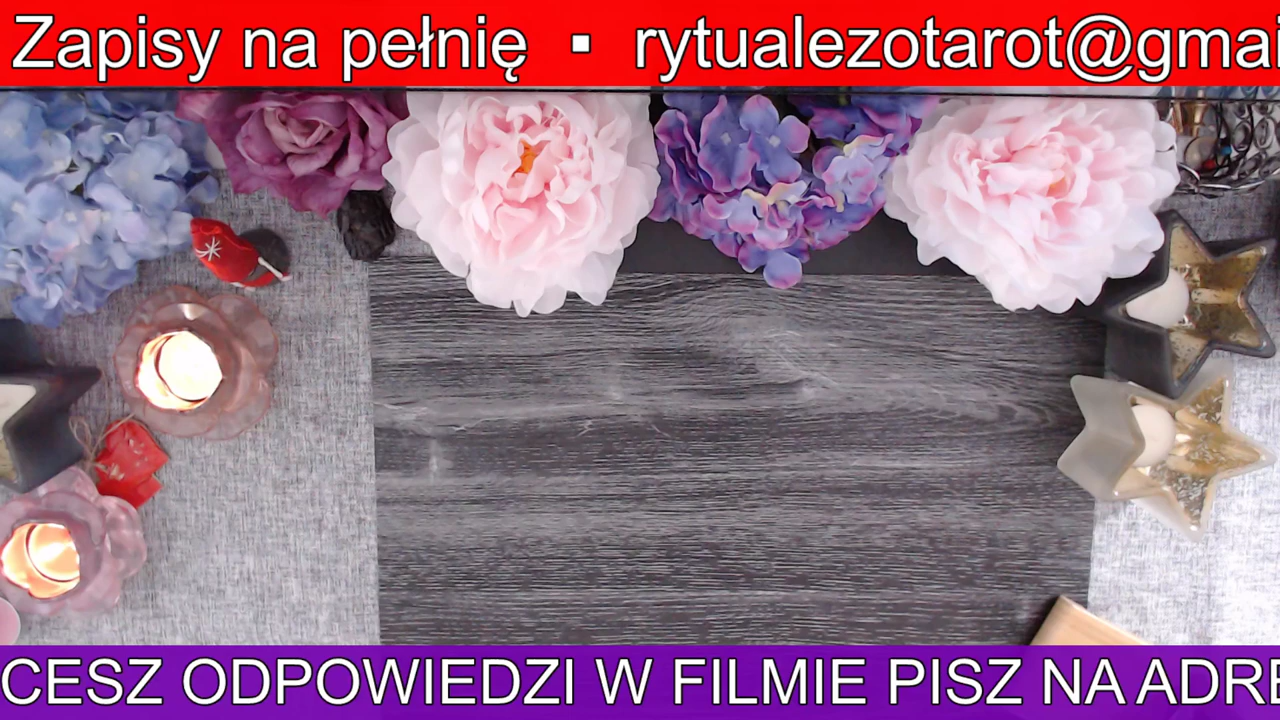 Zapisy na pełnię ▪ rytualezotarot@gmai
CESZ ODPOWIEDZI W FILMIE PISZ NA ADRE